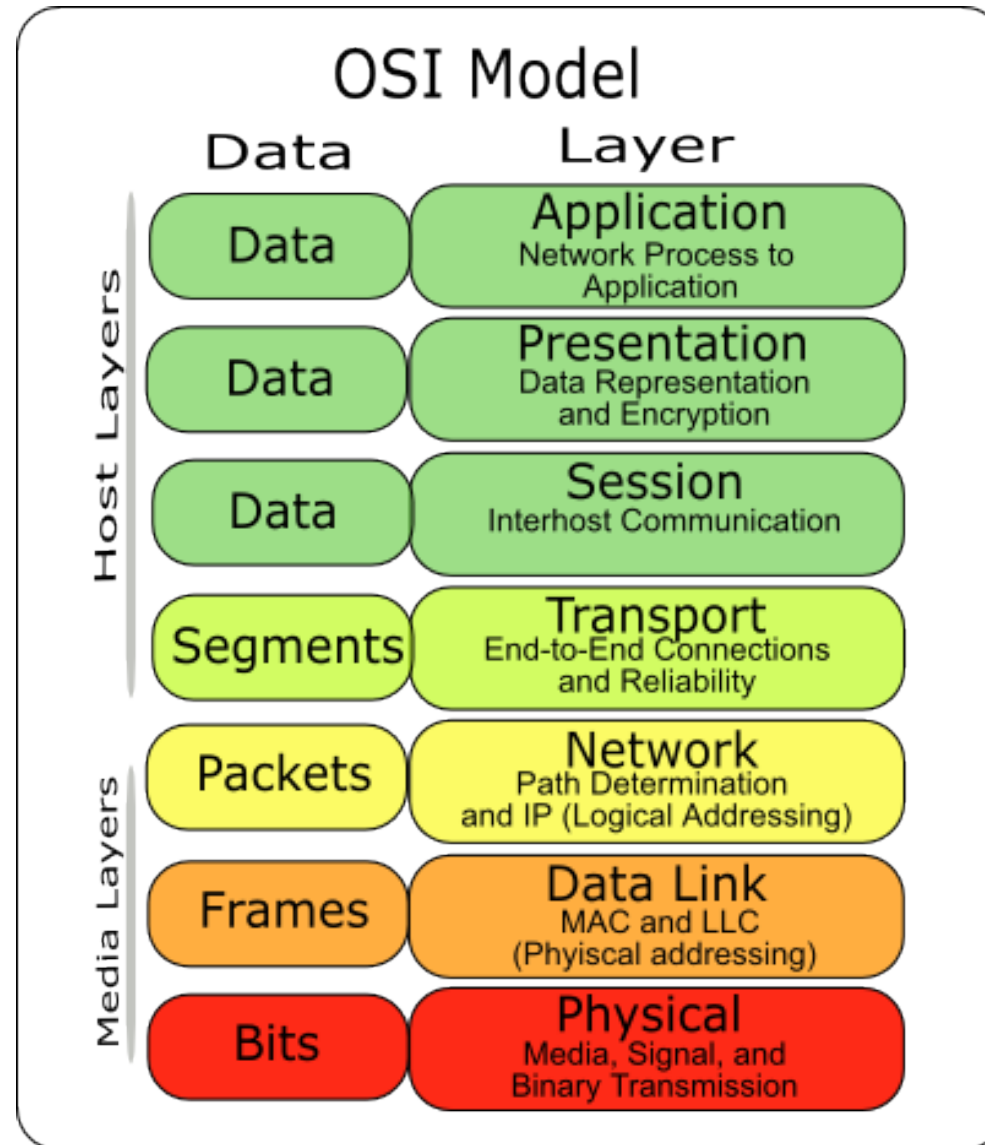 OSI Model
Data Layer
Host Layers
Data
Application
Network Process to
Application
Data
Presentation
Data Representation
and Encryption
Data
Session
Interhost Communication
Segments
Transport
End-to-End Connections
and Reliability
Media Layers
Packets
Network
Path Determination
and IP (Logical Addressing)
Frames
Data Link
MAC and LLC
(Phyiscal addressing)
Bits
Physical
Media, Signal, and
Binary Transmission